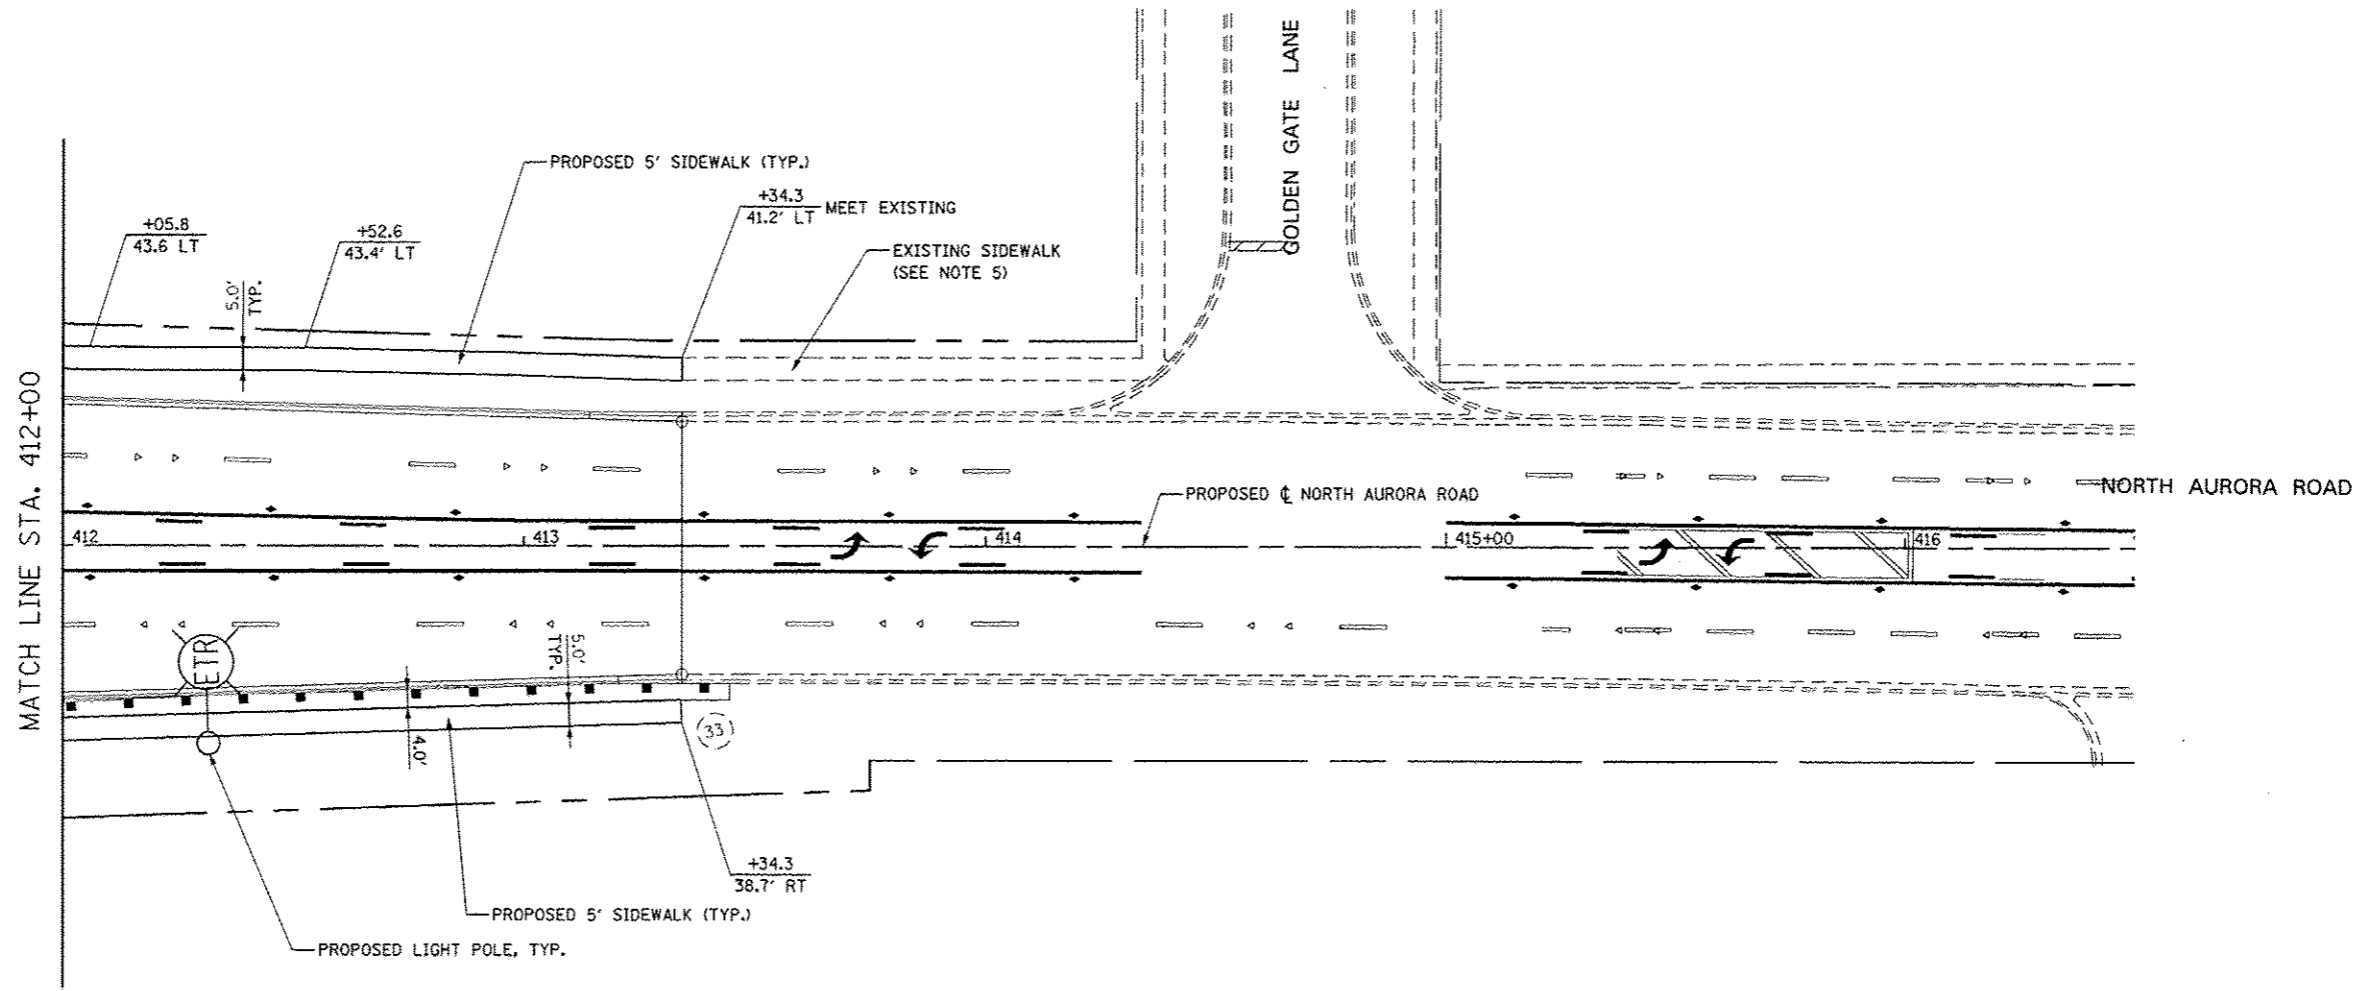 GOLDEN GATE LANE
PROPOSED 5' SIDEWALK (TYP.)
+34.3
41.2' LT
MEET EXISTING
+05.8
43.6 LT
+52.6
43.4' LT
EXISTING SIDEWALK
(SEE NOTE 5)
5.0'
TYP.
MATCH LINE STA. 412+00
NORTH AURORA ROAD
PROPOSED ℄ NORTH AURORA ROAD
412
413
414
415+00
416
ETR
5.0'
TYP.
4.0'
33
+34.3
38.7' RT
PROPOSED 5' SIDEWALK (TYP.)
PROPOSED LIGHT POLE, TYP.